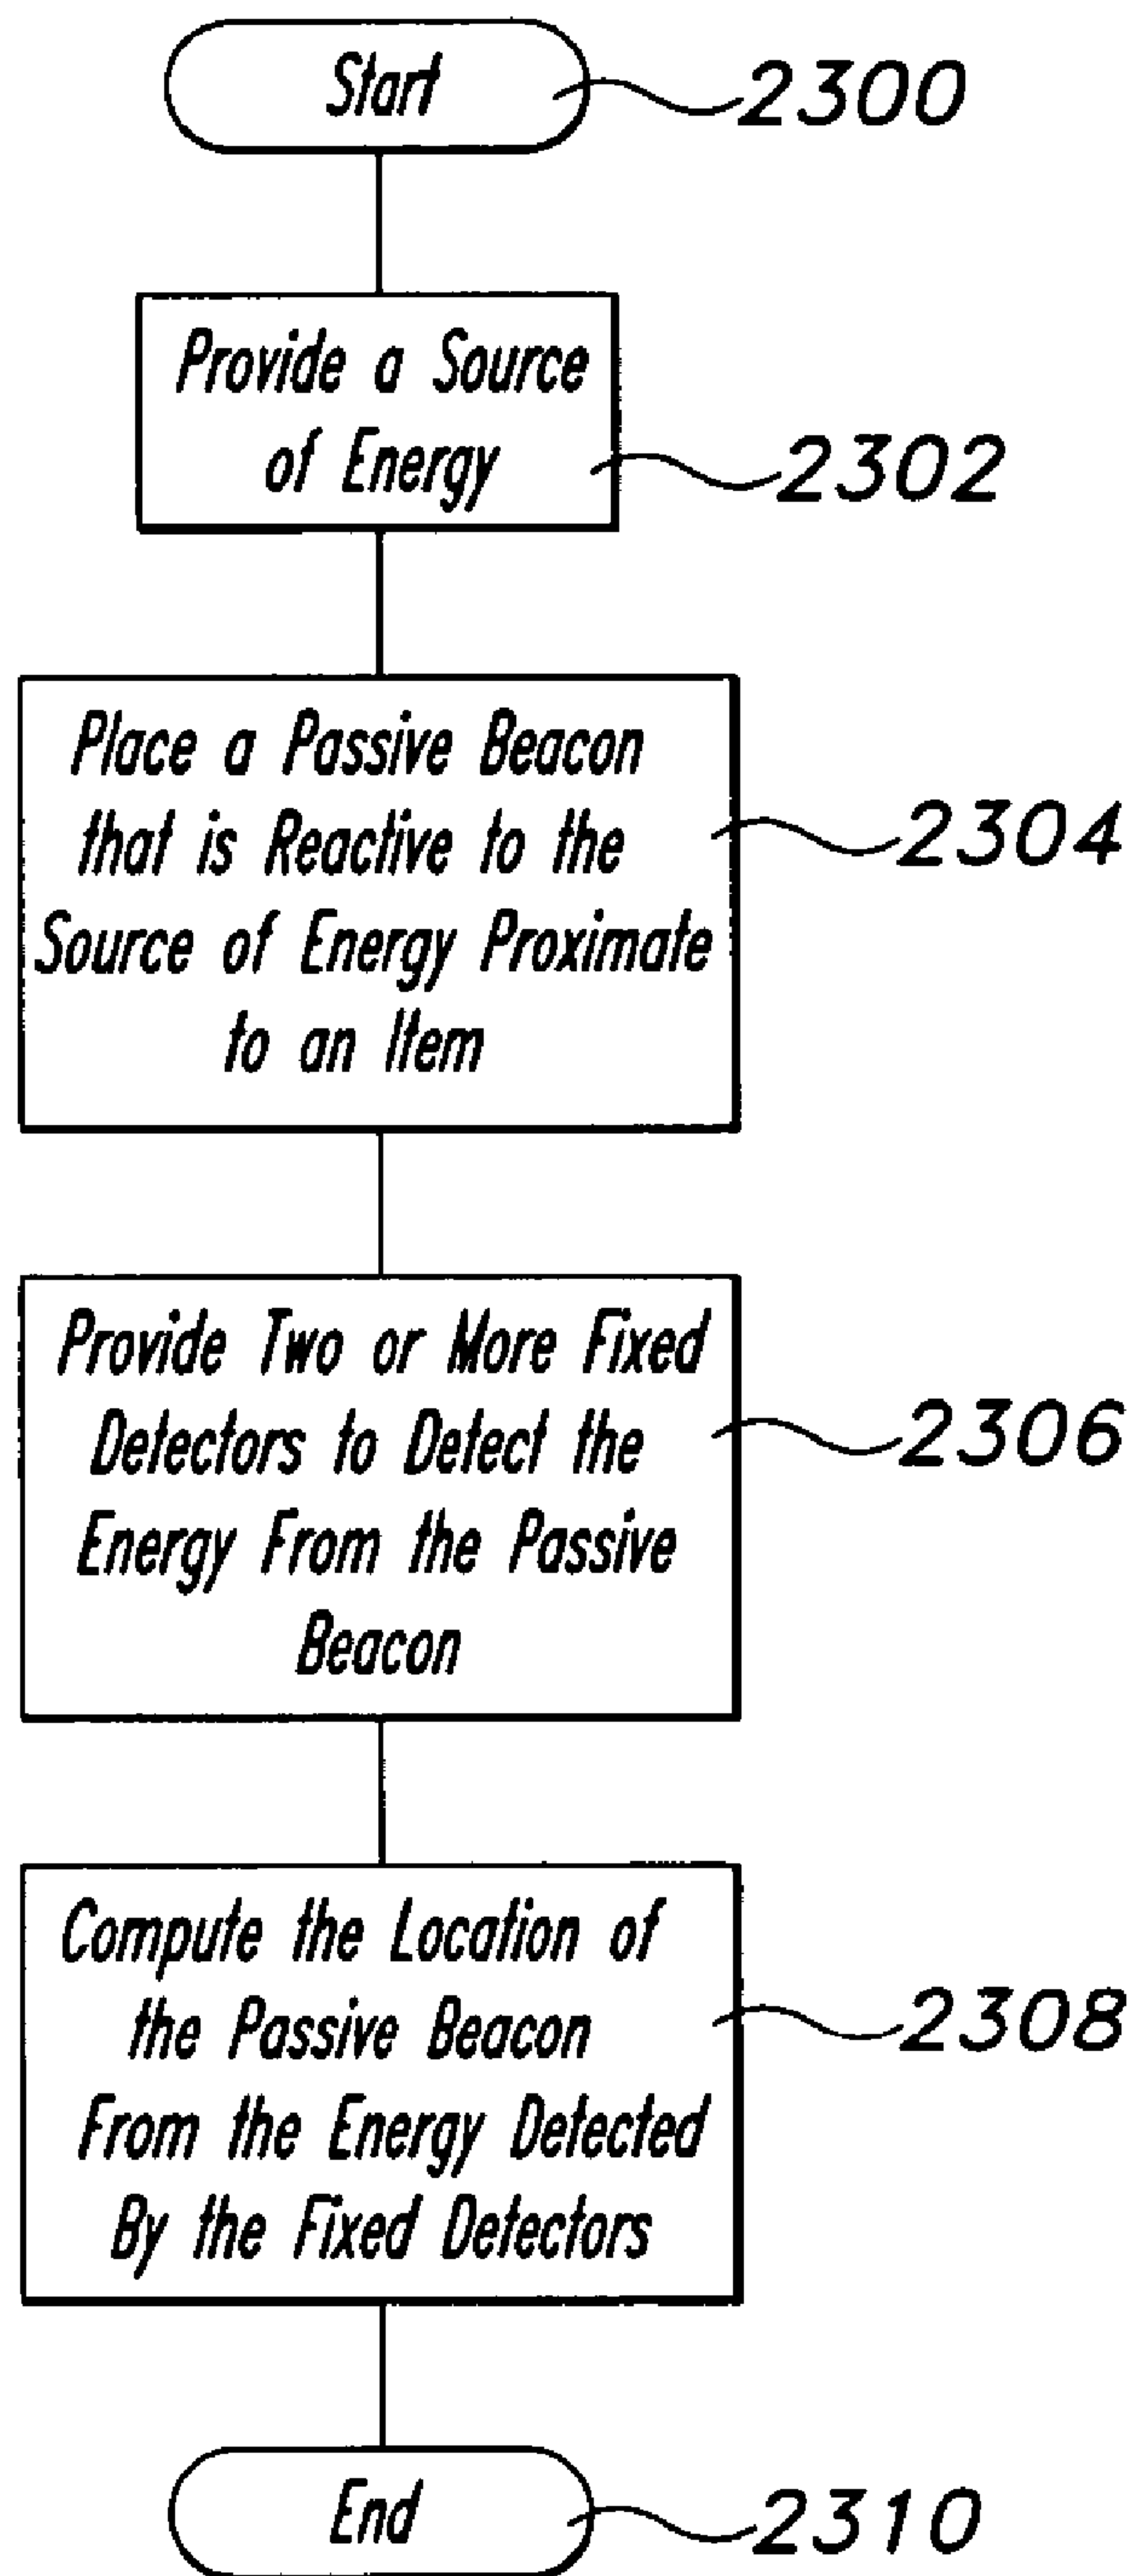 Start
2300
Provide a Source
of Energy
2302
Place a Passive Beacon
that is Reactive to the
Source of Energy Proximate
to an Item
2304
Provide Two or More Fixed
Detectors to Detect the
Energy From the Passive
Beacon
2306
Compute the Location of
the Passive Beacon
From the Energy Detected
By the Fixed Detectors
2308
End
2310